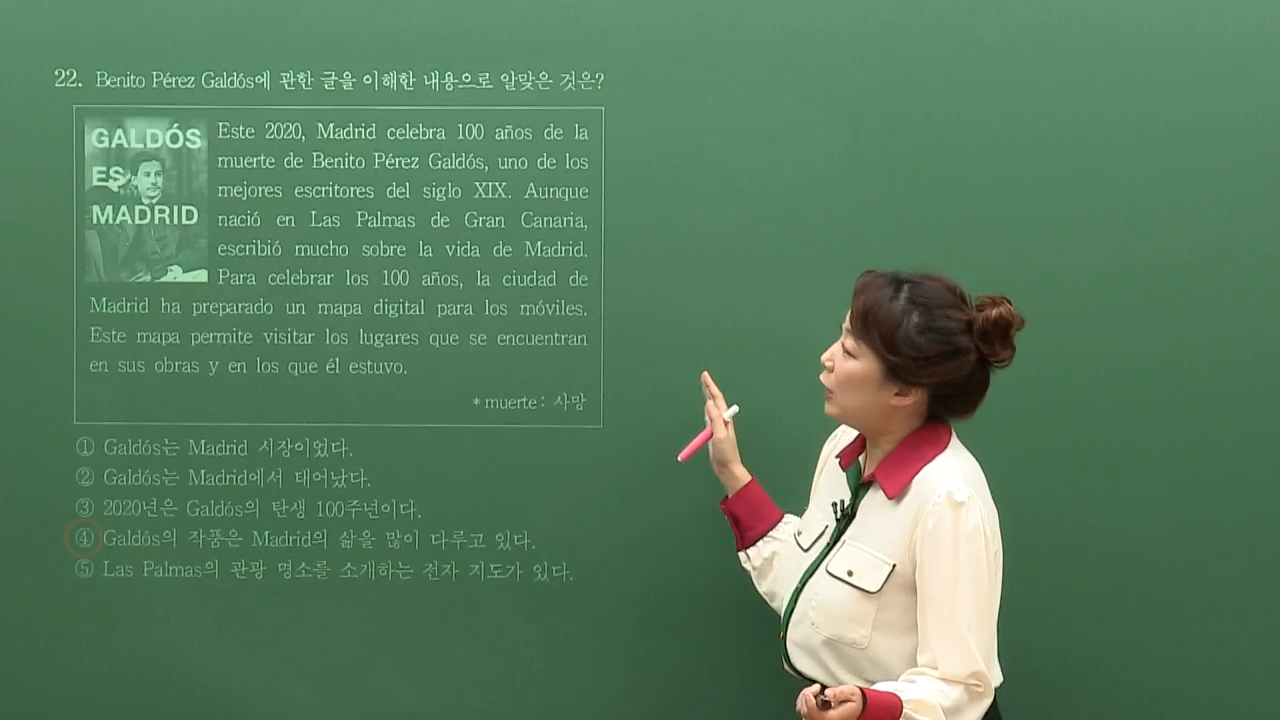 22. Benito Pérez Galdós에 관한 글을 이해한 내용으로 알맞은 것은?
GALDÓS
ES
MADRID
Este 2020, Madrid celebra 100 años de la
muerte de Benito Pérez Galdós, uno de los
mejores escritores del siglo XIX. Aunque
nació en Las Palmas de Gran Canaria,
escribió mucho sobre la vida de Madrid.
Para celebrar los 100 años, la ciudad de
Madrid ha preparado un mapa digital para los móviles.
Este mapa permite visitar los lugares que se encuentran
en sus obras y en los que él estuvo.
* muerte : 사망
① Galdós는 Madrid 시장이었다.
② Galdós는 Madrid에서 태어났다.
③ 2020년은 Galdós의 탄생 100주년이다.
④ Galdós의 작품은 Madrid의 삶을 많이 다루고 있다.
⑤ Las Palmas의 관광 명소를 소개하는 전자 지도가 있다.